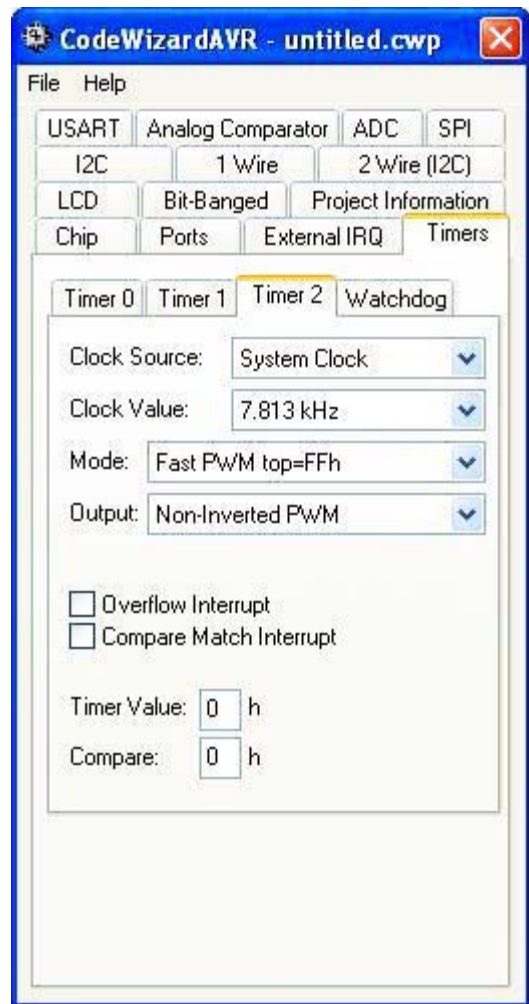 CodeWizardAVR - untitled.cwp
File Help
USART Analog Comparator ADC SPI
I2C 1 Wire 2 Wire (I2C)
LCD Bit-Banged Project Information
Chip Ports External IRQ Timers
Timer 0 Timer 1 Timer 2 Watchdog
Clock Source: System Clock
Clock Value: 7.813 kHz
Mode: Fast PWM top=FFh
Output: Non-Inverted PWM
Overflow Interrupt
Compare Match Interrupt
Timer Value: 0 h
Compare: 0 h